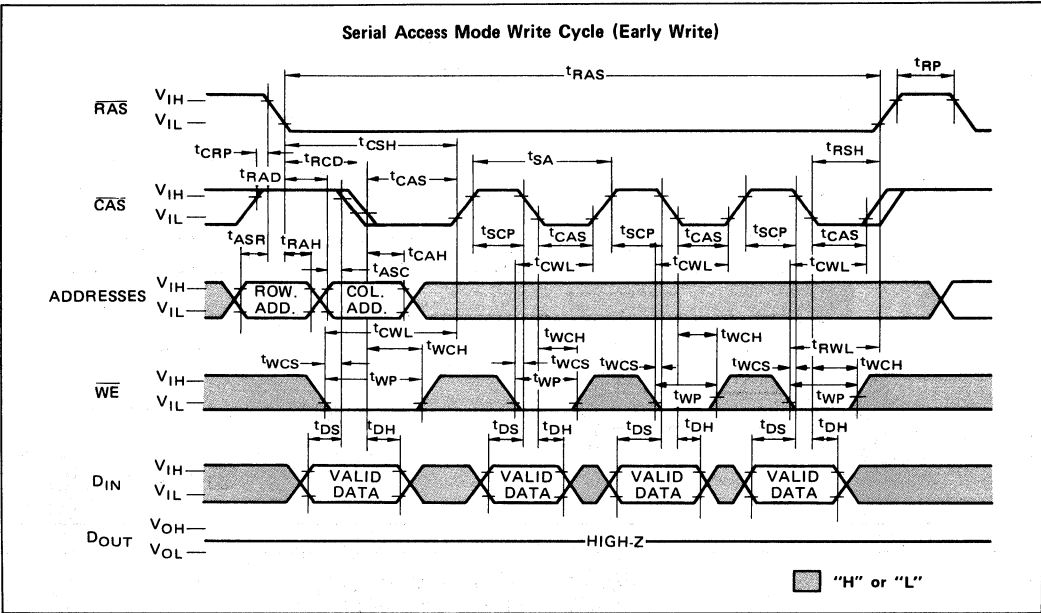 Serial Access Mode Write Cycle (Early Write)
tRAS
tRP
RAS
VIH
VIL
tCRP
tCSH
tRCD
tSA
tRSH
tRAD
tCAS
CAS
VIH
VIL
tASR
tRAH
tCAH
tSCP
tCAS
tSCP
tCAS
tSCP
tCAS
tASC
tCWL
tCWL
tCWL
ADDRESSES
VIH
VIL
ROW. ADD.
COL. ADD.
tCWL
tWCH
tWCH
tWCH
tRWL
tWCS
tWCS
tWCS
tWCS
tWCH
WE
VIH
VIL
tWP
tWP
tWP
tWP
tDS
tDH
tDS
tDH
tDS
tDH
tDS
tDH
DIN
VIH
VIL
VALID DATA
VALID DATA
VALID DATA
VALID DATA
DOUT
VOH
VOL
HIGH-Z
"H" or "L"